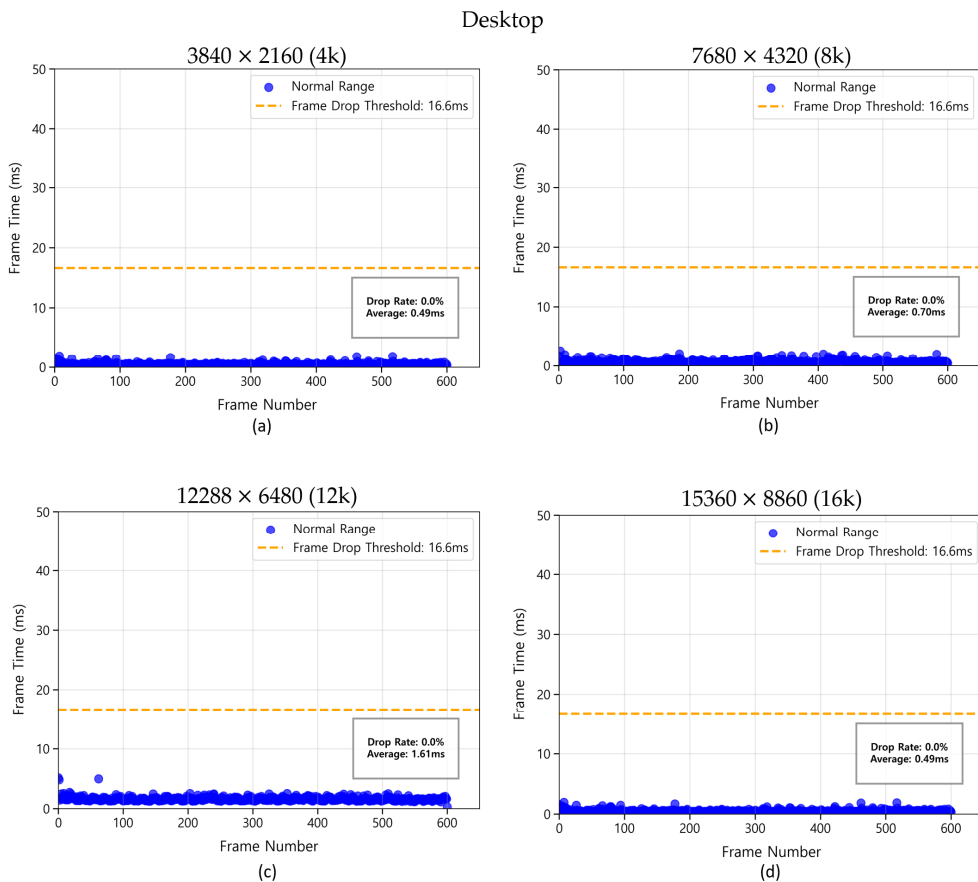 Desktop
3840 × 2160 (4k)
50
40
30
20
10
0
Frame Time (ms)
Normal Range
Frame Drop Threshold: 16.6ms
Drop Rate: 0.0%
Average: 0.49ms
0 100 200 300 400 500 600
Frame Number
(a)
7680 × 4320 (8k)
50
40
30
20
10
0
Frame Time (ms)
Normal Range
Frame Drop Threshold: 16.6ms
Drop Rate: 0.0%
Average: 0.70ms
0 100 200 300 400 500 600
Frame Number
(b)
12288 × 6480 (12k)
50
40
30
20
10
0
Frame Time (ms)
Normal Range
Frame Drop Threshold: 16.6ms
Drop Rate: 0.0%
Average: 1.61ms
0 100 200 300 400 500 600
Frame Number
(c)
15360 × 8860 (16k)
50
40
30
20
10
0
Frame Time (ms)
Normal Range
Frame Drop Threshold: 16.6ms
Drop Rate: 0.0%
Average: 0.49ms
0 100 200 300 400 500 600
Frame Number
(d)